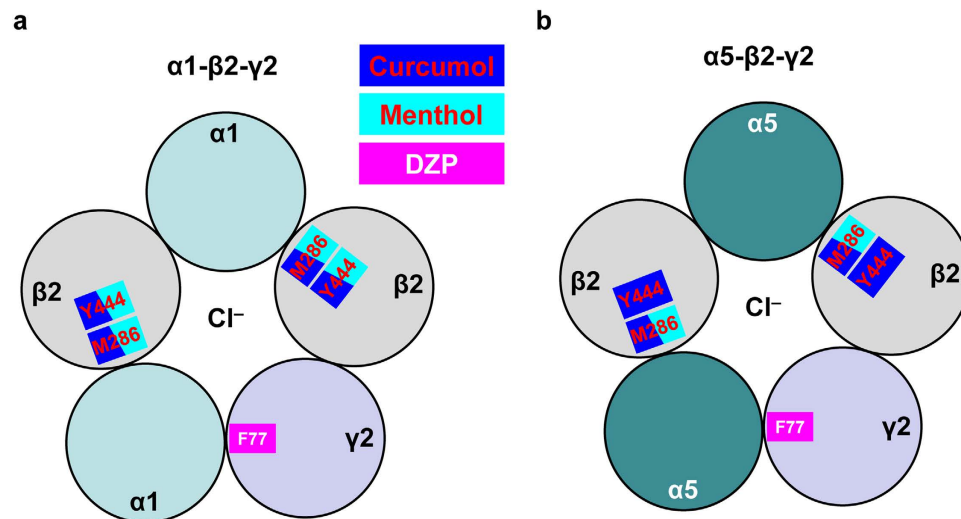 a
α1-β2-γ2
Curcumol
Menthol
DZP
α1
β2
Y444
M286
Cl–
M286
Y444
β2
α1
F77
γ2
b
α5-β2-γ2
α5
β2
Y444
M286
Cl–
M286
Y444
β2
α5
F77
γ2